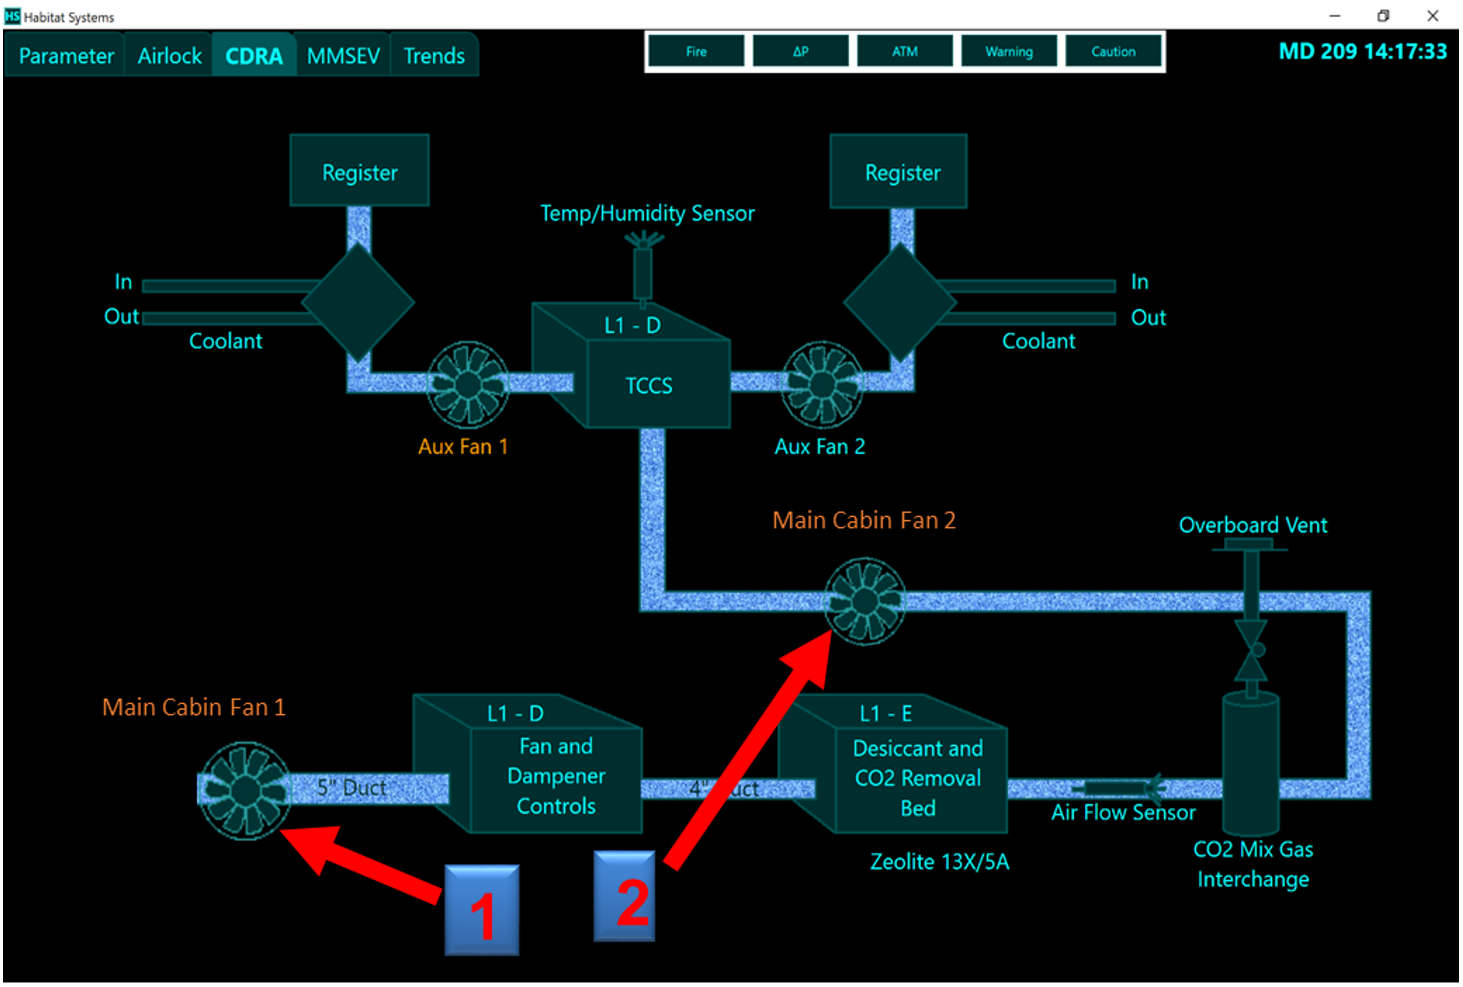 HS Habitat Systems
Parameter Airlock CDRA MMSEV Trends
Fire ΔP ATM Warning Caution
MD 209 14:17:33
Register
Register
Temp/Humidity Sensor
In
Out
Coolant
In
Out
Coolant
L1 - D
TCCS
Aux Fan 1
Aux Fan 2
Main Cabin Fan 2
Overboard Vent
Main Cabin Fan 1
5" Duct
L1 - D
Fan and
Dampener
Controls
4" uct
L1 - E
Desiccant and
CO2 Removal
Bed
Zeolite 13X/5A
Air Flow Sensor
CO2 Mix Gas
Interchange
1
2